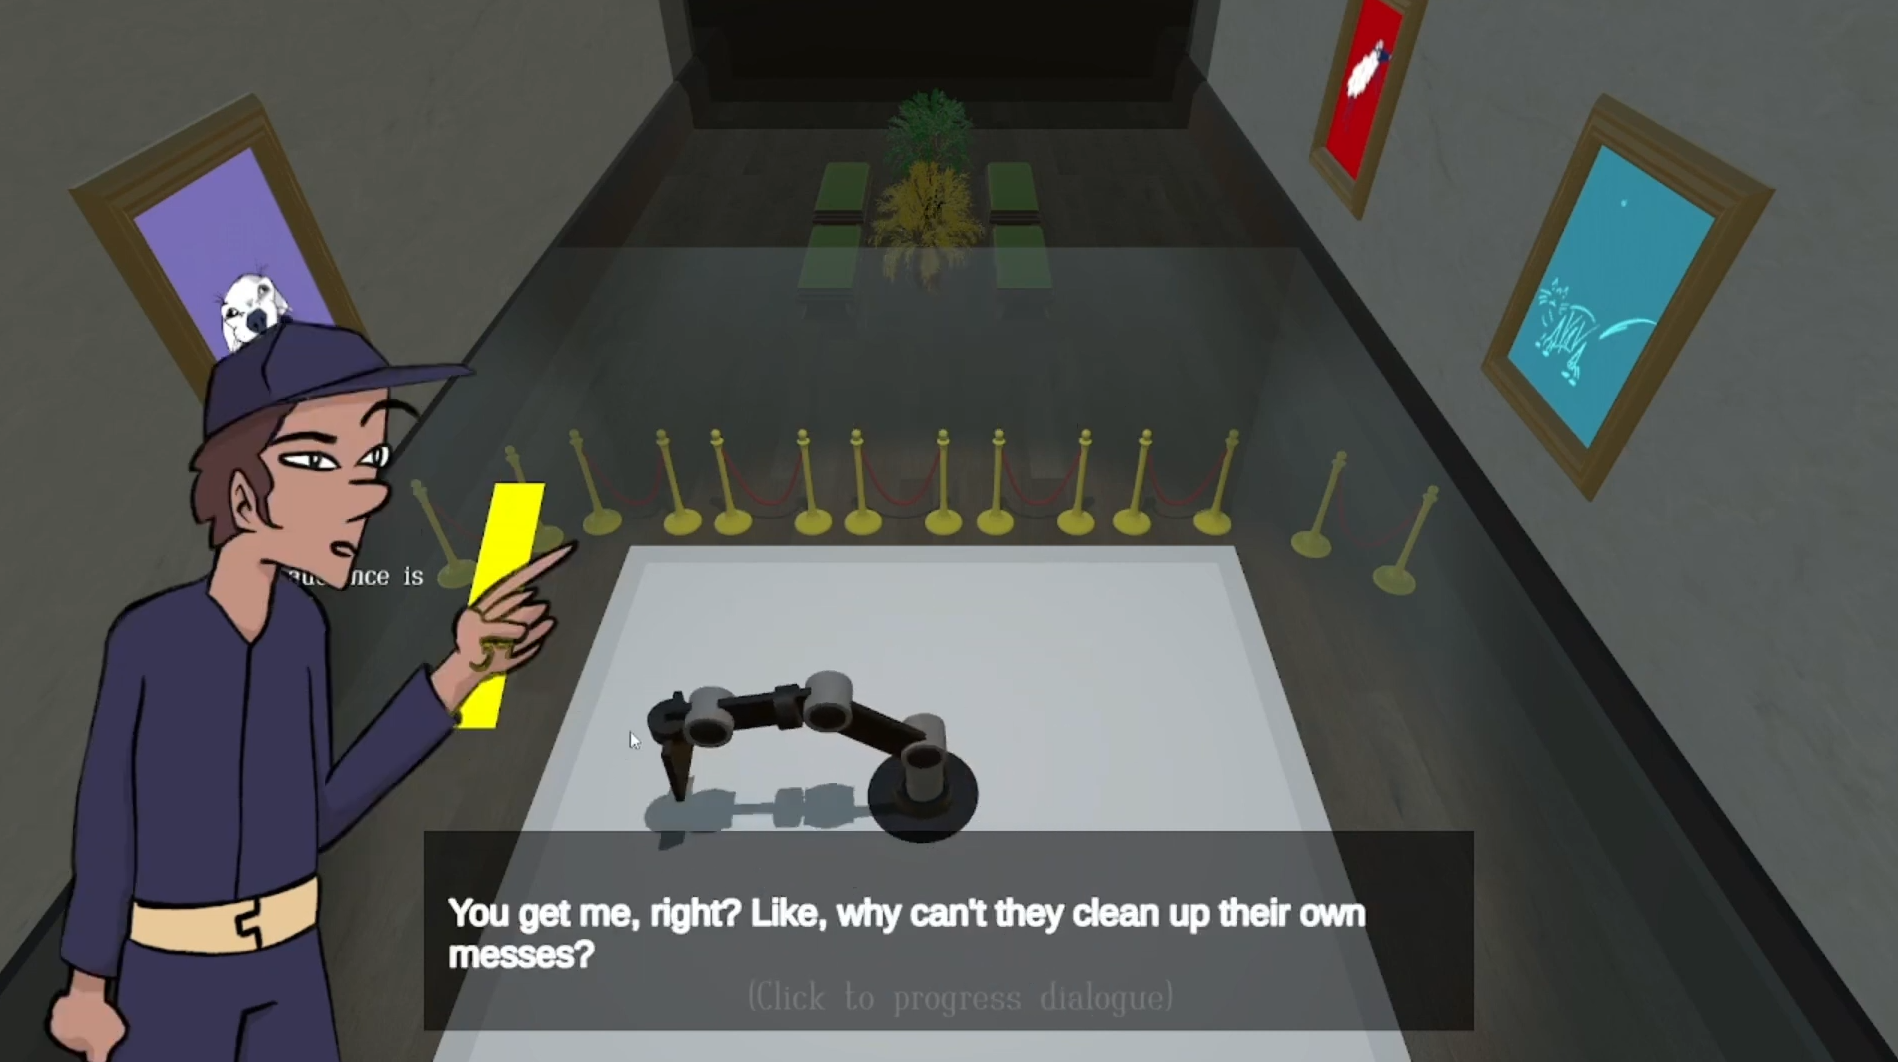 nce is
You get me, right? Like, why can't they clean up their own
messes?
(Click to progress dialogue)